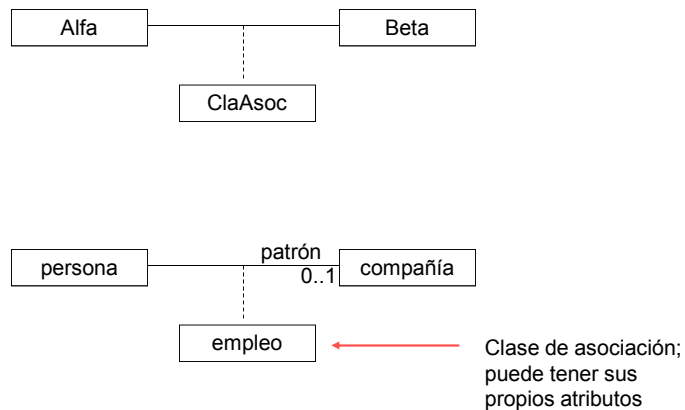 Alfa
Beta
ClaAsoc
patrón
persona
0..1
compañía
empleo
Clase de asociación;
puede tener sus
propios atributos